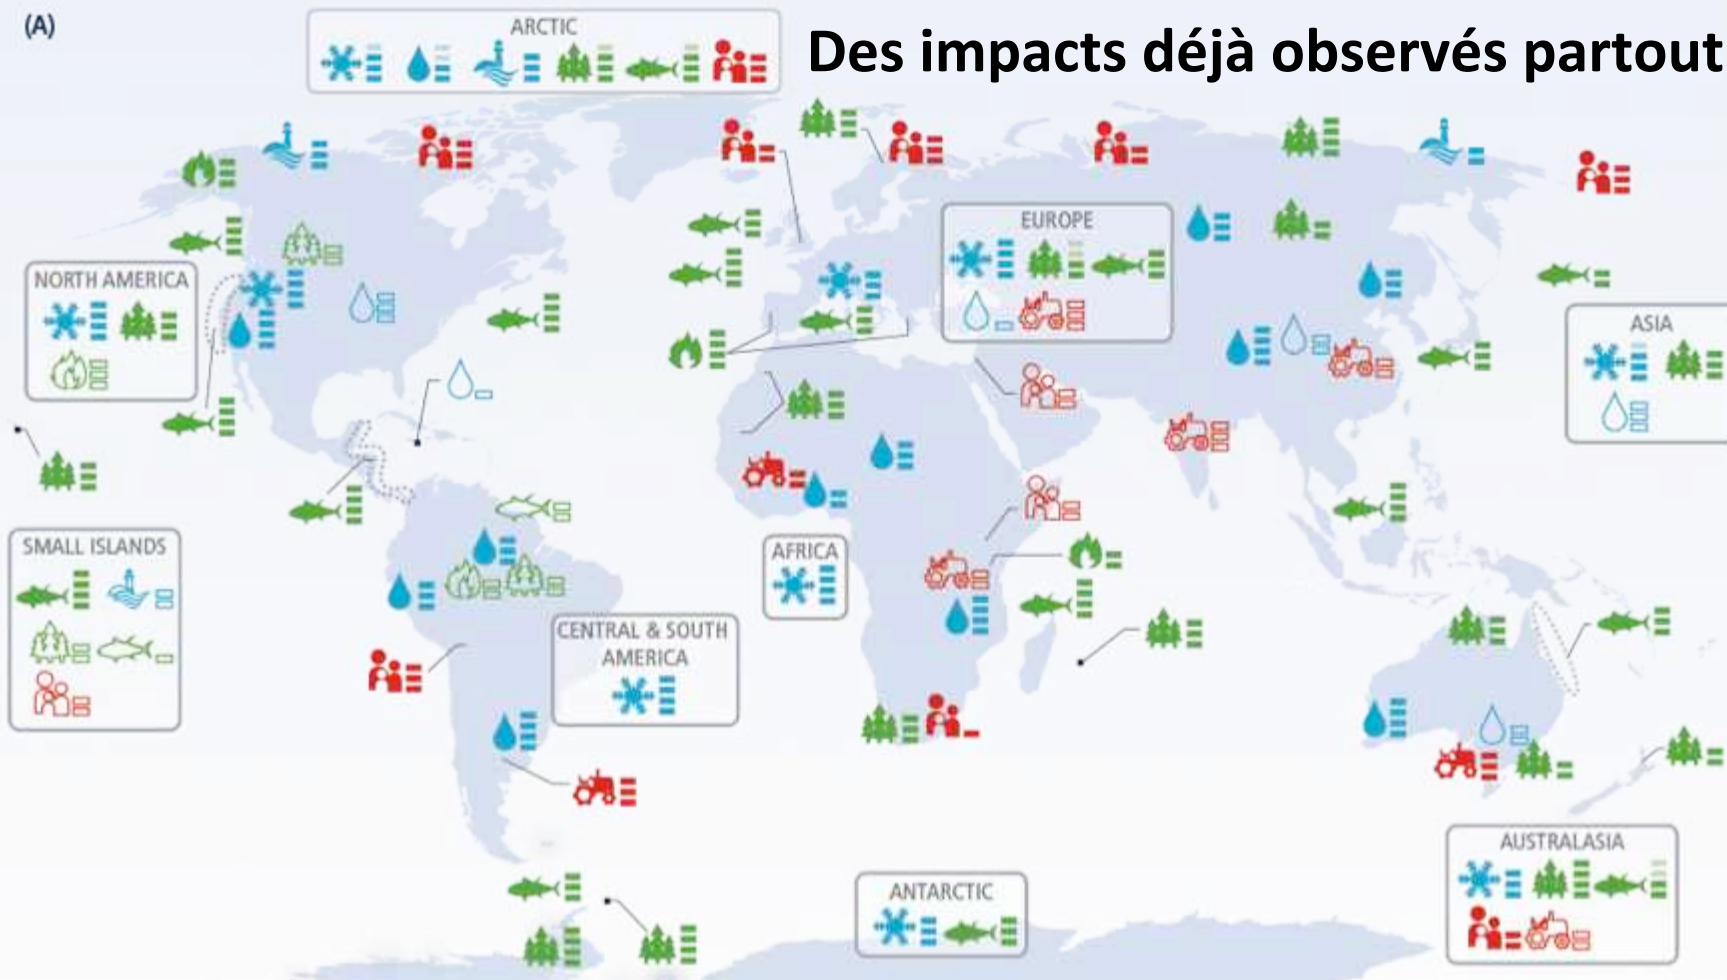 (A)
Des impacts déjà observés partout
ARCTIC
EUROPE
NORTH AMERICA
ASIA
SMALL ISLANDS
AFRICA
CENTRAL & SOUTH
AMERICA
AUSTRALASIA
ANTARCTIC